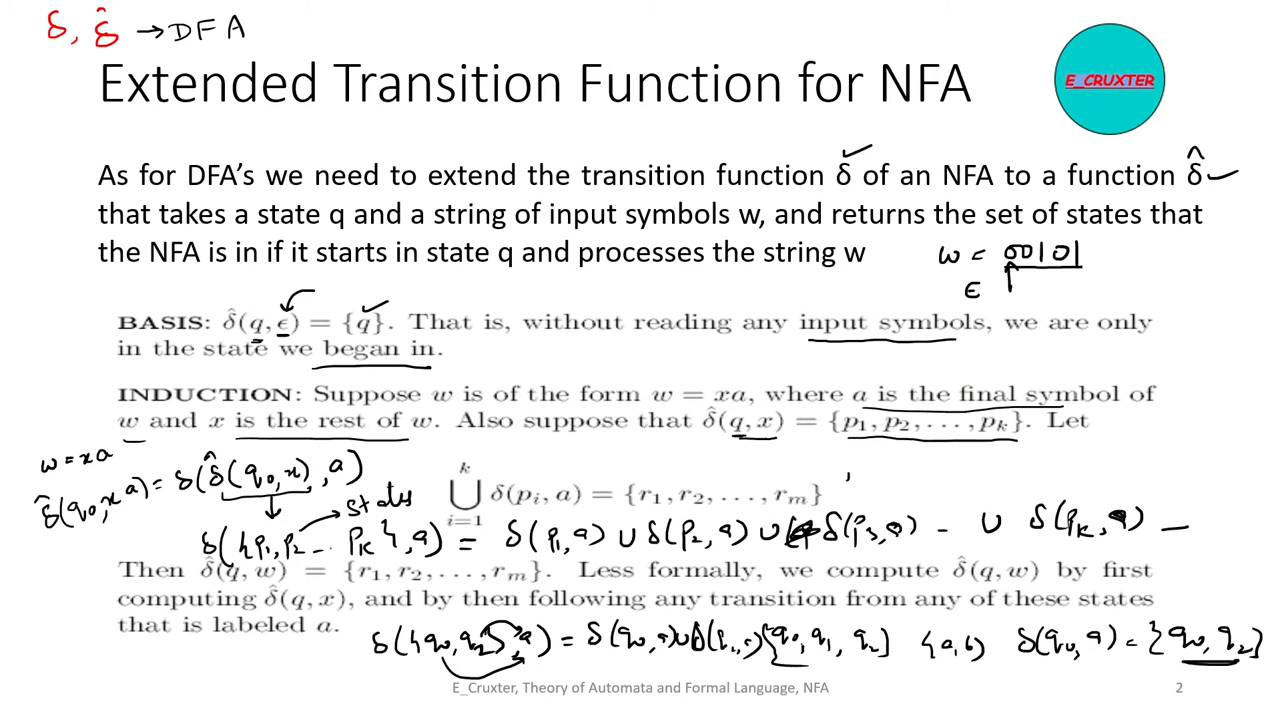 δ, δ̂ → DFA
Extended Transition Function for NFA
E_CRUXTER
As for DFA's we need to extend the transition function δ of an NFA to a function δ̂
that takes a state q and a string of input symbols w, and returns the set of states that
the NFA is in if it starts in state q and processes the string w
w = 00101
ϵ
BASIS: δ̂(q, ϵ) = {q}. That is, without reading any input symbols, we are only
in the state we began in.
INDUCTION: Suppose w is of the form w = xa, where a is the final symbol of
w and x is the rest of w. Also suppose that δ̂(q, x) = {p₁, p₂, . . . , pₖ}. Let
w = xa
δ̂(q₀, xa) = δ(δ̂(q₀, x), a)
states
k ⋃ i=1 δ(pᵢ, a) = {r₁, r₂, . . . , rₘ}
δ({p₁, p₂ -- pₖ}, a) = δ(p₁, a) ∪ δ(p₂, a) ∪ δ(p₃, a) - ∪ δ(pₖ, a) -
Then δ̂(q, w) = {r₁, r₂, . . . , rₘ}. Less formally, we compute δ̂(q, w) by first
computing δ̂(q, x), and by then following any transition from any of these states
that is labeled a.
δ({q₀, q₂}, a) = δ(q₀, a) ∪ δ(q₂, a) {q₀, q₁, q₂} {a, b} δ(q₀, a) = {q₀, q₂}
E_Cruxter, Theory of Automata and Formal Language, NFA
2